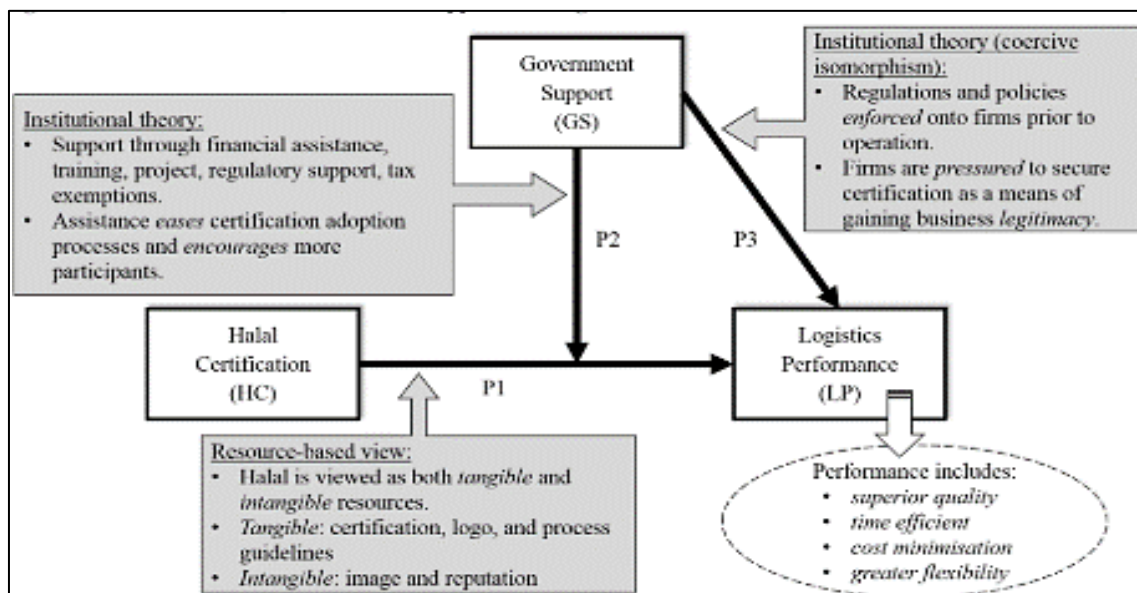 Government
Support
(GS)
Institutional theory (coercive
isomorphism):
• Regulations and policies
enforced onto firms prior to
operation.
• Firms are pressured to secure
certification as a means of
gaining business legitimacy.
Institutional theory:
• Support through financial assistance,
training, project, regulatory support, tax
exemptions.
• Assistance eases certification adoption
processes and encourages more
participants.
P2
P3
Halal
Certification
(HC)
P1
Logistics
Performance
(LP)
Resource-based view:
• Halal is viewed as both tangible and
intangible resources.
• Tangible: certification, logo, and process
guidelines
• Intangible: image and reputation
Performance includes:
• superior quality
• time efficient
• cost minimisation
• greater flexibility